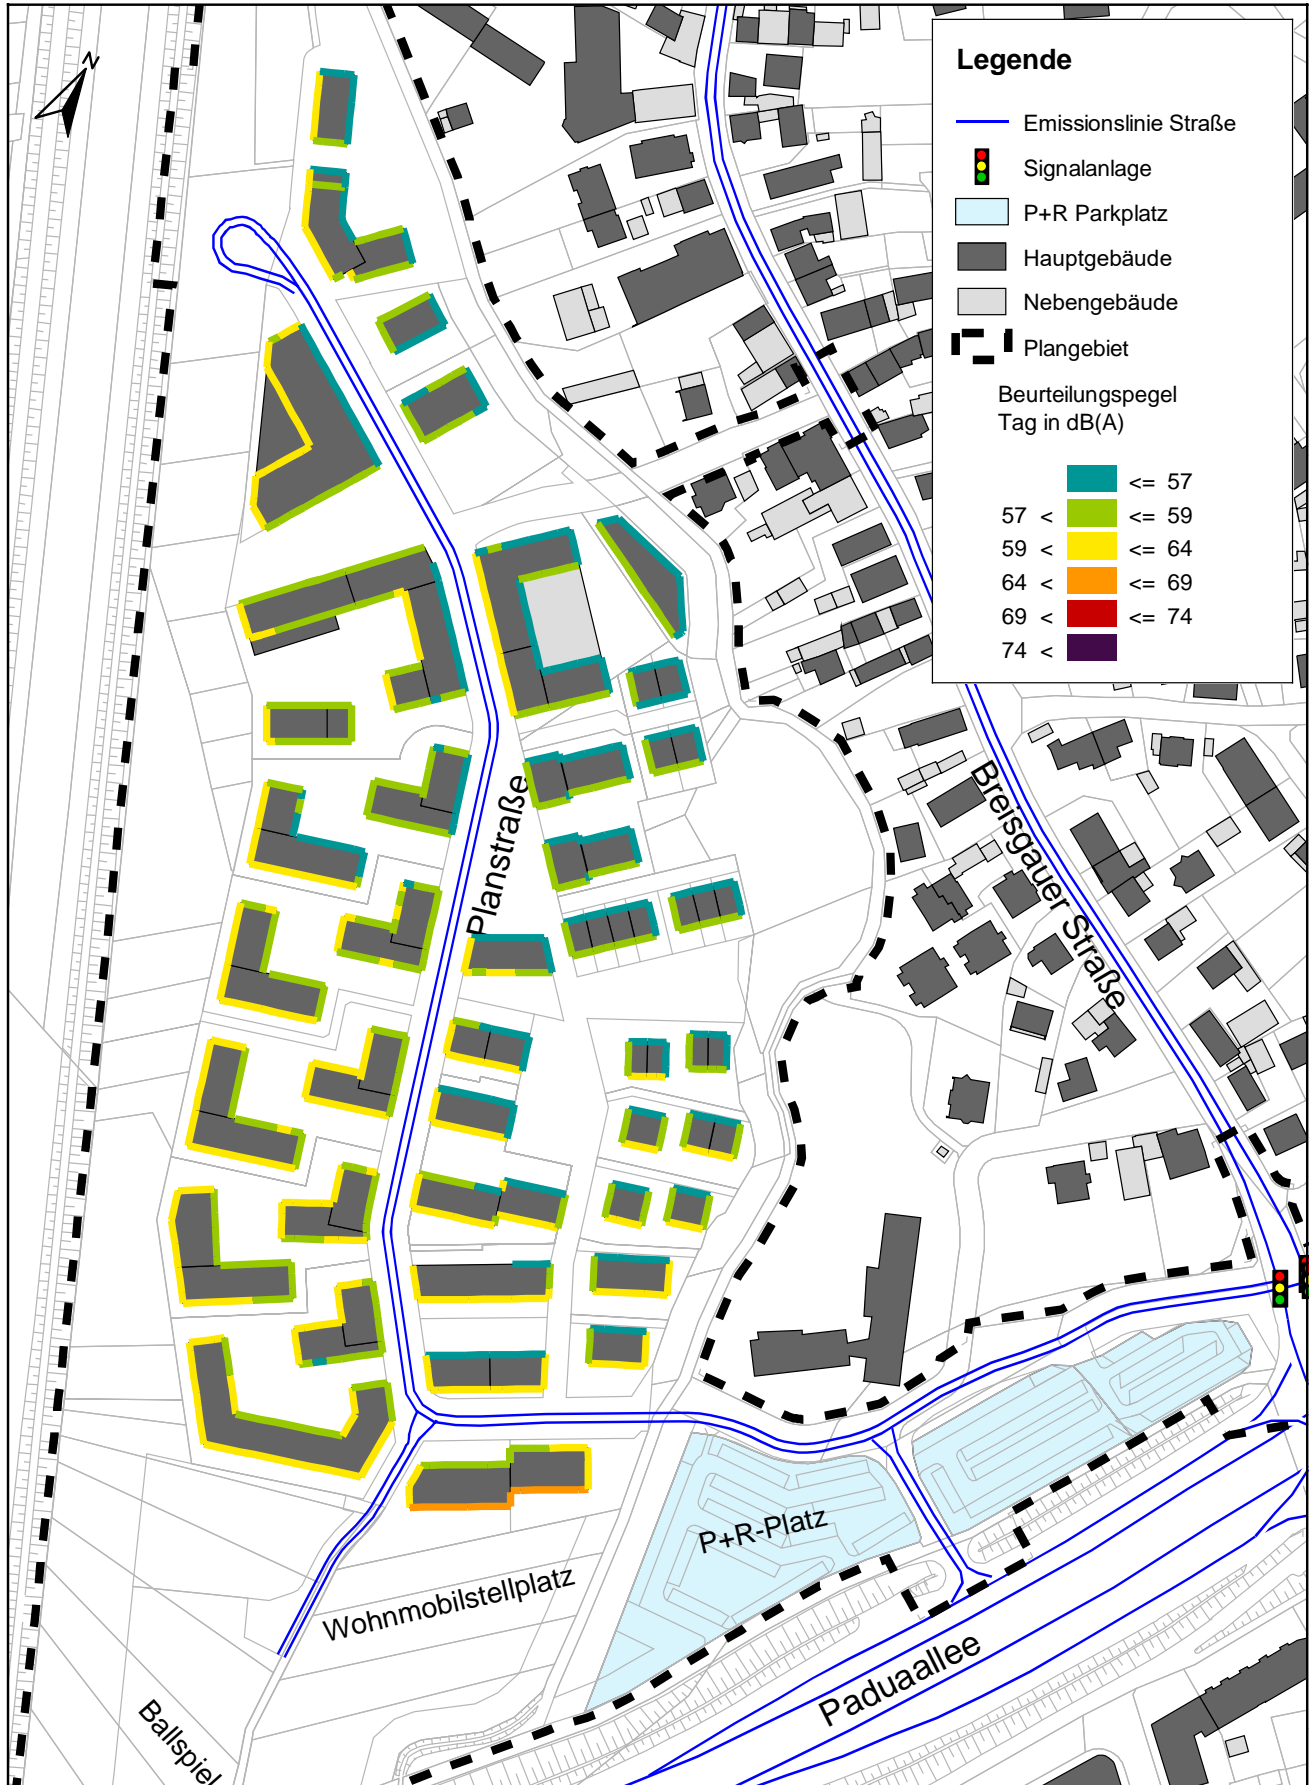 N
Legende
Emissionslinie Straße
Signalanlage
P+R Parkplatz
Hauptgebäude
Nebengebäude
Plangebiet
Beurteilungspegel
Tag in dB(A)
<= 57
57 < <= 59
59 < <= 64
64 < <= 69
69 < <= 74
74 <
Planstraße
Breisgauer Straße
P+R-Platz
Wohnmobilstellplatz
Paduaallee
Ballspiel